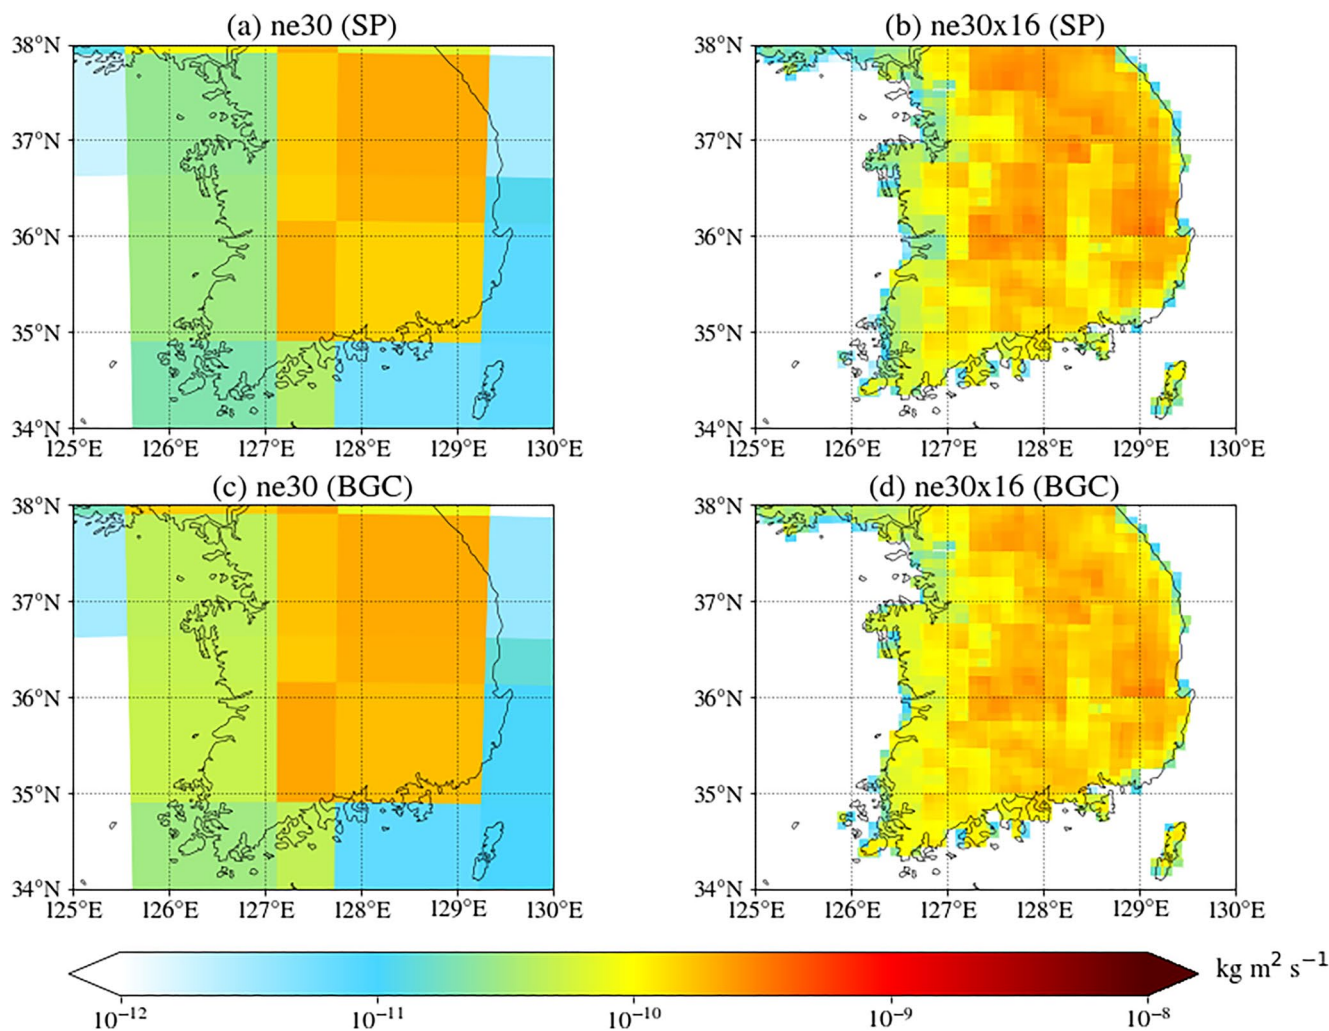 (a) ne30 (SP)
(b) ne30x16 (SP)
38°N
37°N
36°N
35°N
34°N
125°E 126°E 127°E 128°E 129°E 130°E
38°N
37°N
36°N
35°N
34°N
125°E 126°E 127°E 128°E 129°E 130°E
(c) ne30 (BGC)
(d) ne30x16 (BGC)
38°N
37°N
36°N
35°N
34°N
125°E 126°E 127°E 128°E 129°E 130°E
38°N
37°N
36°N
35°N
34°N
125°E 126°E 127°E 128°E 129°E 130°E
kg m² s⁻¹
10⁻¹² 10⁻¹¹ 10⁻¹⁰ 10⁻⁹ 10⁻⁸